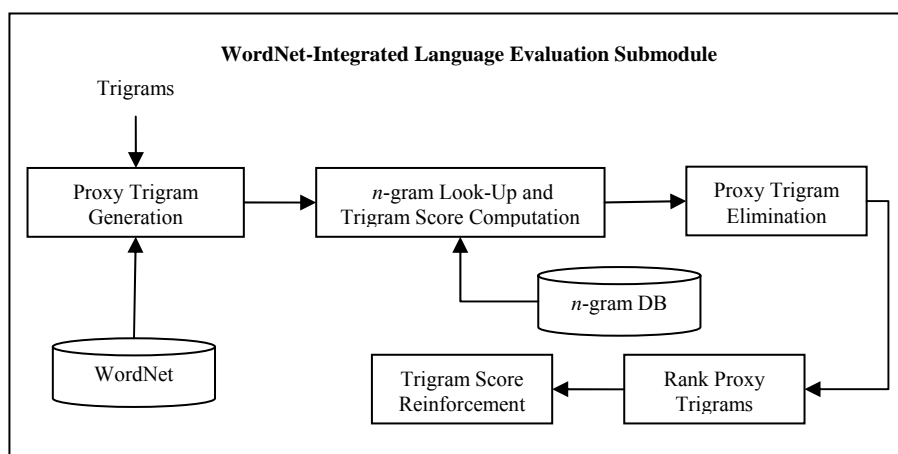 WordNet-Integrated Language Evaluation Submodule
Trigrams
Proxy Trigram
Generation
n-gram Look-Up and
Trigram Score Computation
Proxy Trigram
Elimination
n-gram DB
WordNet
Trigram Score
Reinforcement
Rank Proxy
Trigrams